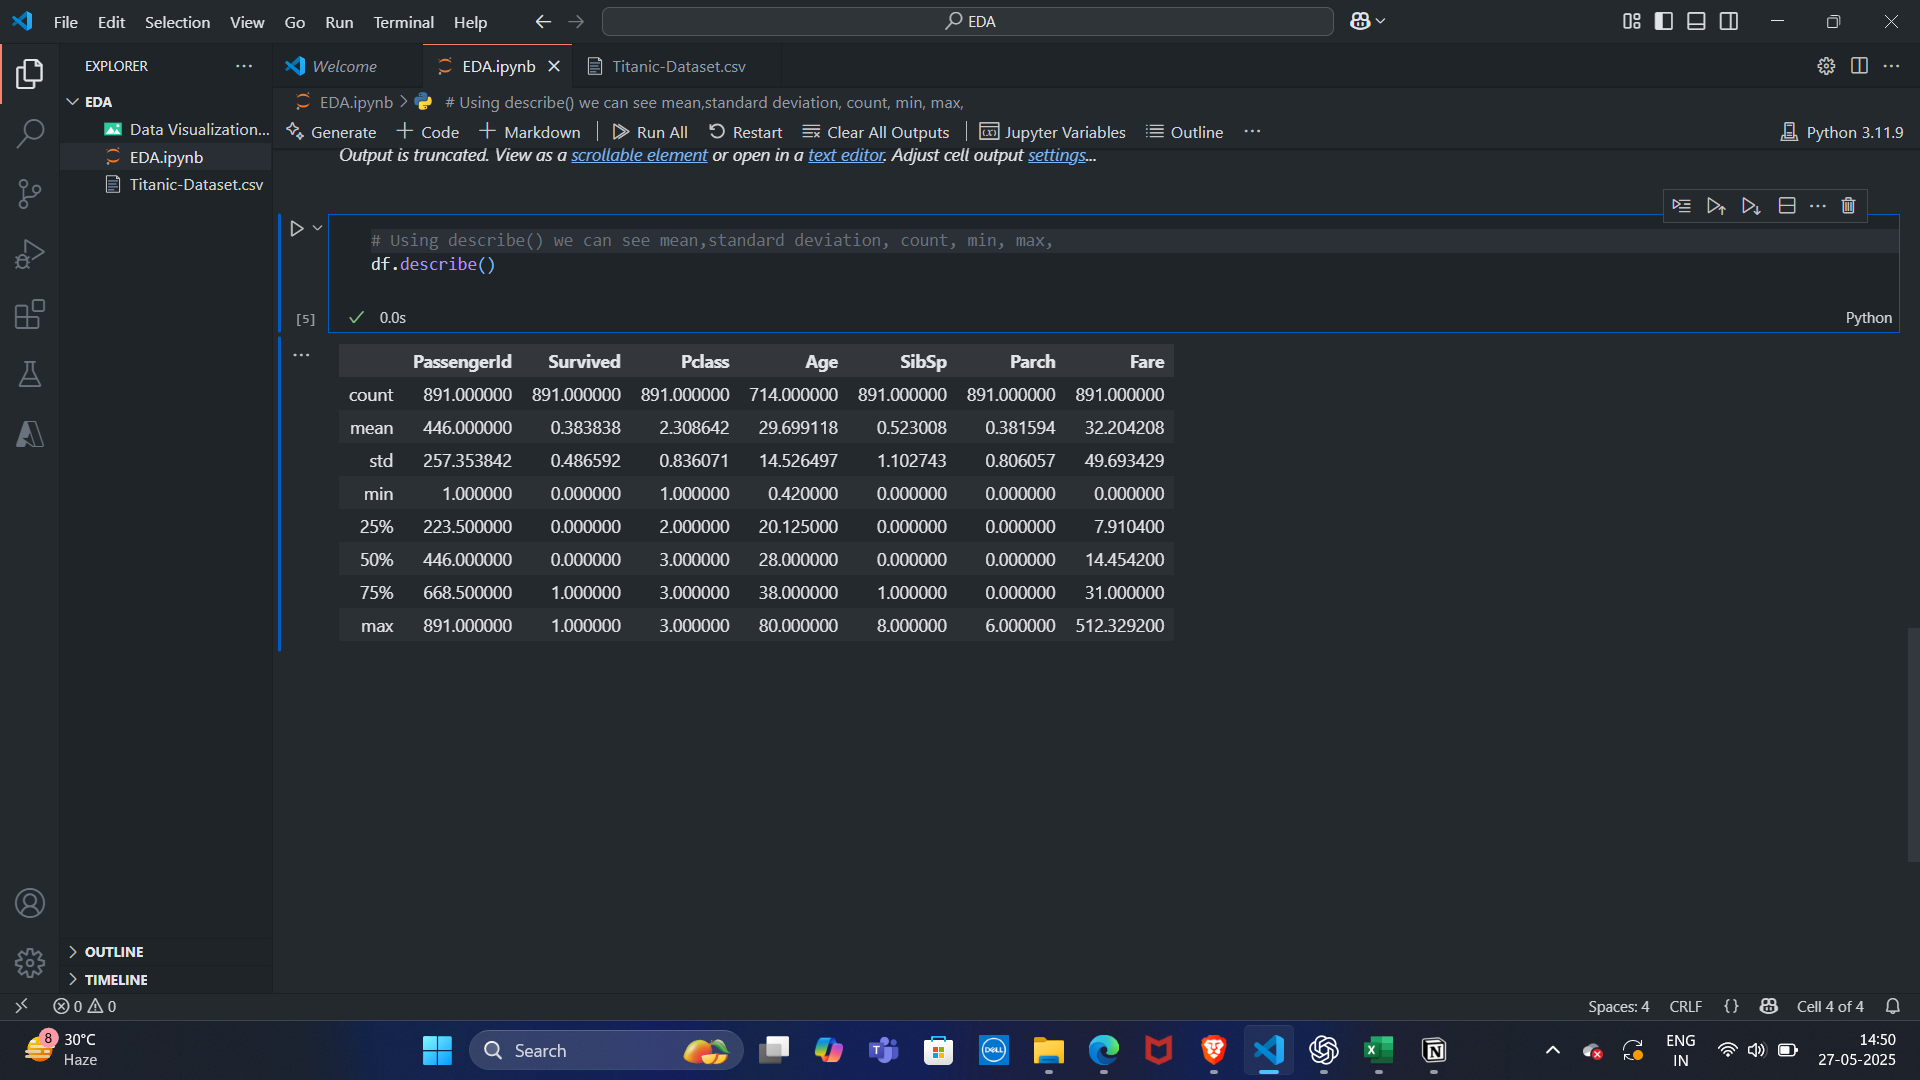 File Edit Selection View Go Run Terminal Help
EDA
EXPLORER
Welcome
EDA.ipynb
Titanic-Dataset.csv
EDA
Data Visualization...
EDA.ipynb
Titanic-Dataset.csv
EDA.ipynb > # Using describe() we can see mean,standard deviation, count, min, max,
Generate + Code + Markdown Run All Restart Clear All Outputs Jupyter Variables Outline ...
Python 3.11.9
Output is truncated. View as a scrollable element or open in a text editor. Adjust cell output settings...
# Using describe() we can see mean,standard deviation, count, min, max,
df.describe()
[5] 0.0s
Python
PassengerId Survived Pclass Age SibSp Parch Fare
count 891.000000 891.000000 891.000000 714.000000 891.000000 891.000000 891.000000
mean 446.000000 0.383838 2.308642 29.699118 0.523008 0.381594 32.204208
std 257.353842 0.486592 0.836071 14.526497 1.102743 0.806057 49.693429
min 1.000000 0.000000 1.000000 0.420000 0.000000 0.000000 0.000000
25% 223.500000 0.000000 2.000000 20.125000 0.000000 0.000000 7.910400
50% 446.000000 0.000000 3.000000 28.000000 0.000000 0.000000 14.454200
75% 668.500000 1.000000 3.000000 38.000000 1.000000 0.000000 31.000000
max 891.000000 1.000000 3.000000 80.000000 8.000000 6.000000 512.329200
OUTLINE
TIMELINE
0 0
Spaces: 4 CRLF {} Cell 4 of 4
8
30°C
Haze
Search
DELL
ENG
IN
14:50
27-05-2025